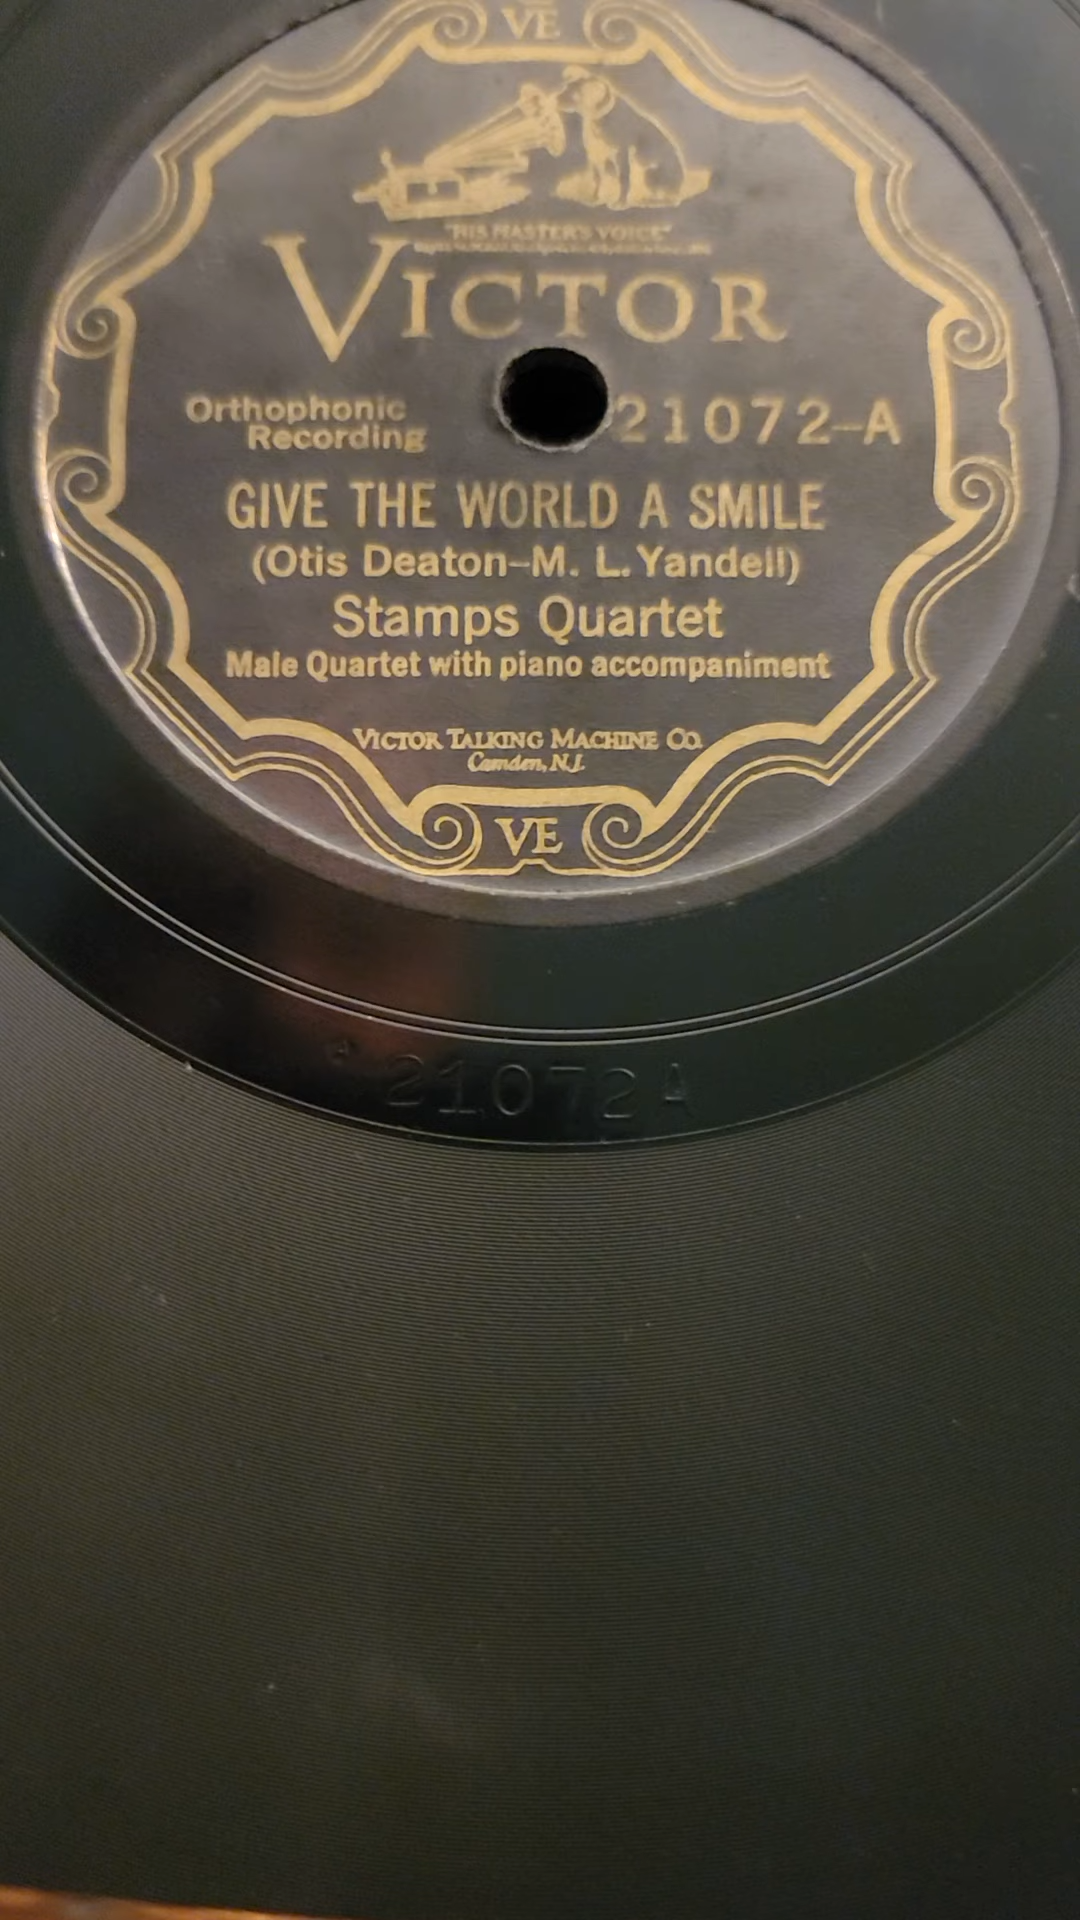 VE
"HIS MASTER'S VOICE"
VICTOR
Orthophonic
Recording
21072-A
GIVE THE WORLD A SMILE
(Otis Deaton-M. L. Yandell)
Stamps Quartet
Male Quartet with piano accompaniment
VICTOR TALKING MACHINE CO.
Camden, N.J.
VE
21072A